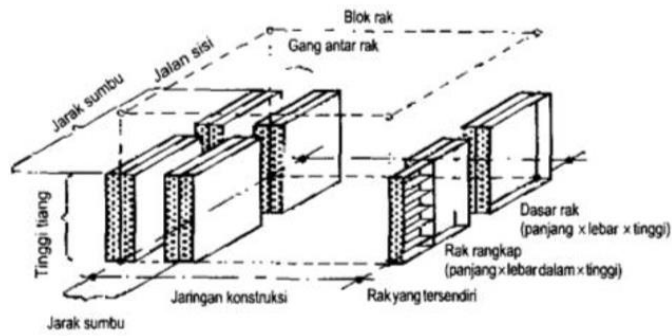 Blok rak
Gang antar rak
Jalan sisi
Jarak sumbu
Tinggi tiang
Dasar rak
(panjang × lebar × tinggi)
Rak rangkap
(panjang×lebar dalam×tinggi)
Jaringan konstruksi
Rak yang tersendiri
Jarak sumbu